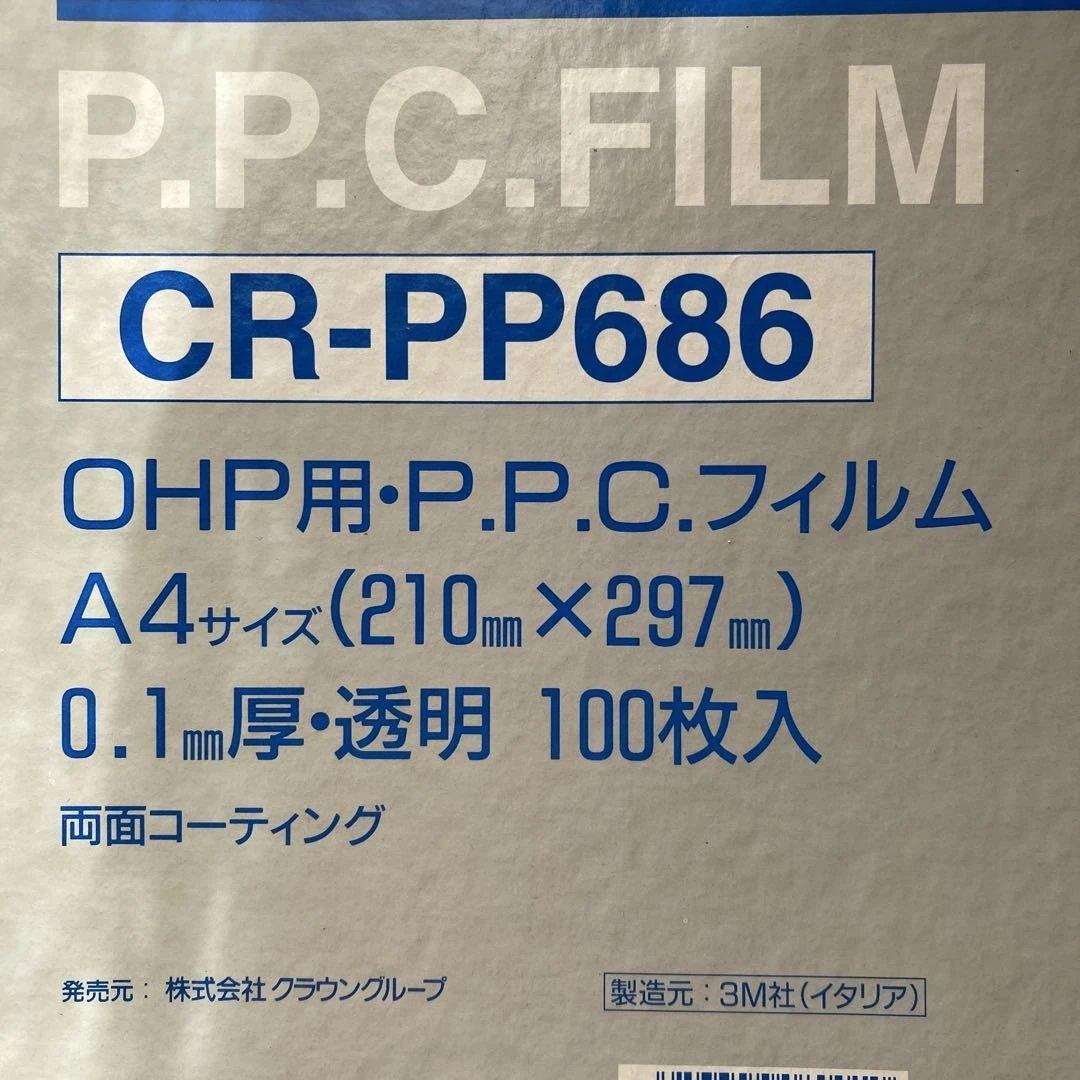 P.P.C.FILM
CR-PP686
OHP用・P.P.C.フィルム
A4サイズ(210㎜×297㎜)
0.1㎜厚・透明 100枚入
両面コーティング
発売元： 株式会社 クラウングループ
製造元：3M社(イタリア)